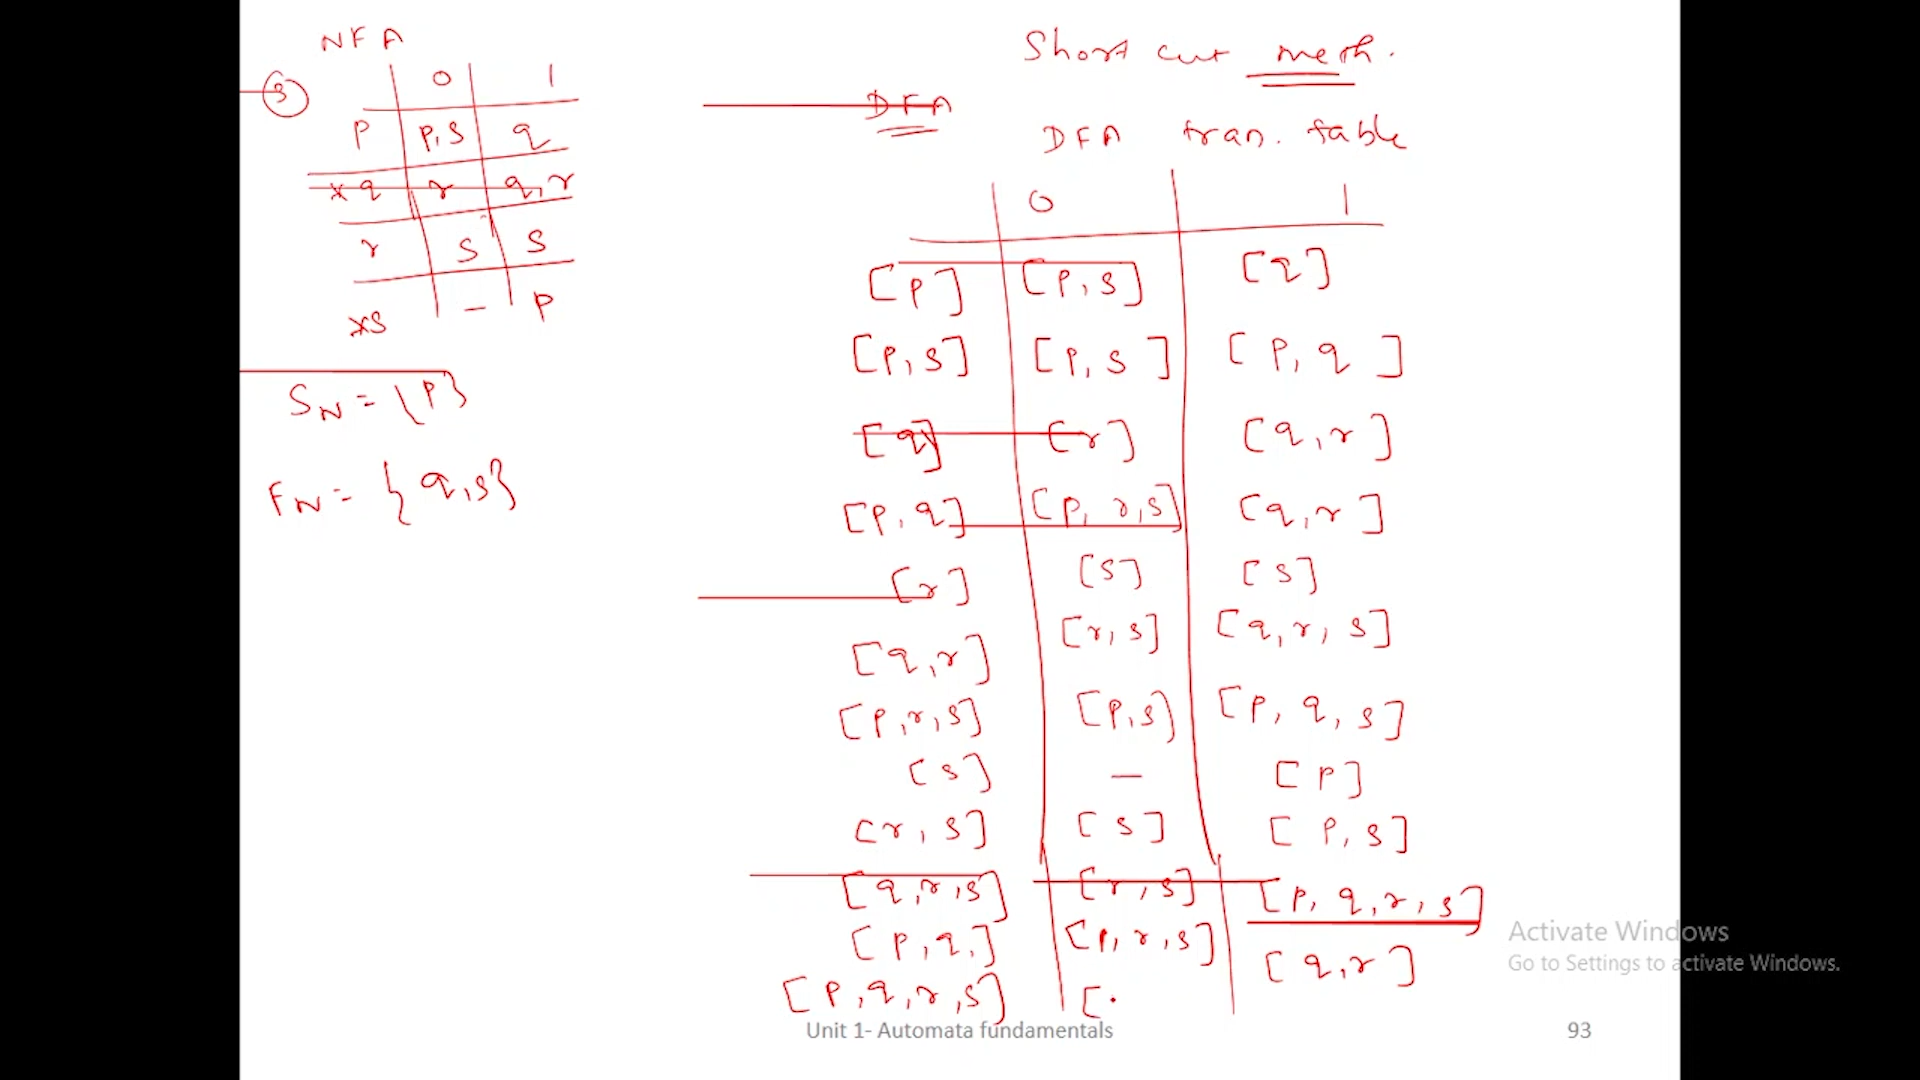 NFA
3
0 1
P P,S q
*q r q,r
r S S
*S - P
SN = {P}
FN = {q,s}
Short cut meth.
DFA
DFA tran. table
0 1
[P] [P,S] [q]
[P,S] [P,S] [P,q]
[q] [r] [q,r]
[P,q] [P,r,s] [q,r]
[r] [S] [S]
[q,r] [r,s] [q,r,s]
[P,r,s] [P,s] [P,q,s]
[s] - [P]
[r,s] [s] [P,s]
[q,r,s] [r,s] [P,q,r,s]
[P,q,] [P,r,s] [q,r]
[P,q,r,s] [.
Activate Windows
Go to Settings to activate Windows.
Unit 1- Automata fundamentals 93